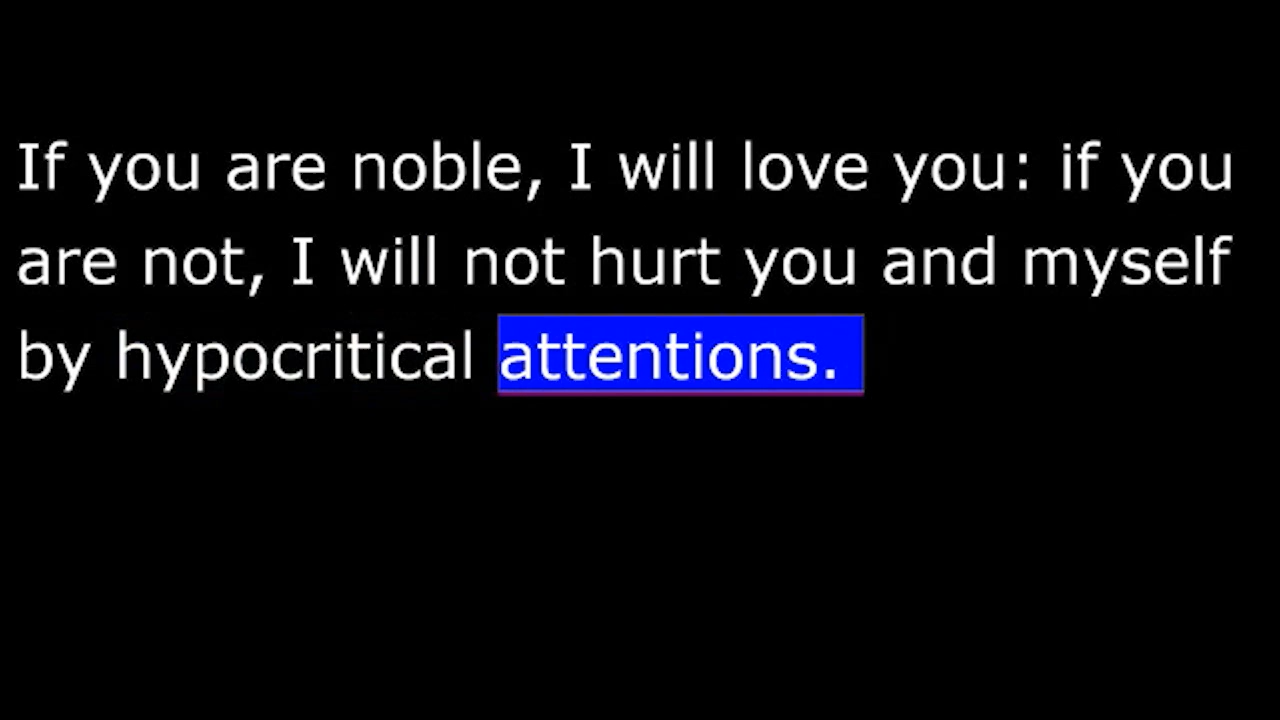 If you are noble, I will love you: if you
are not, I will not hurt you and myself
by hypocritical attentions.